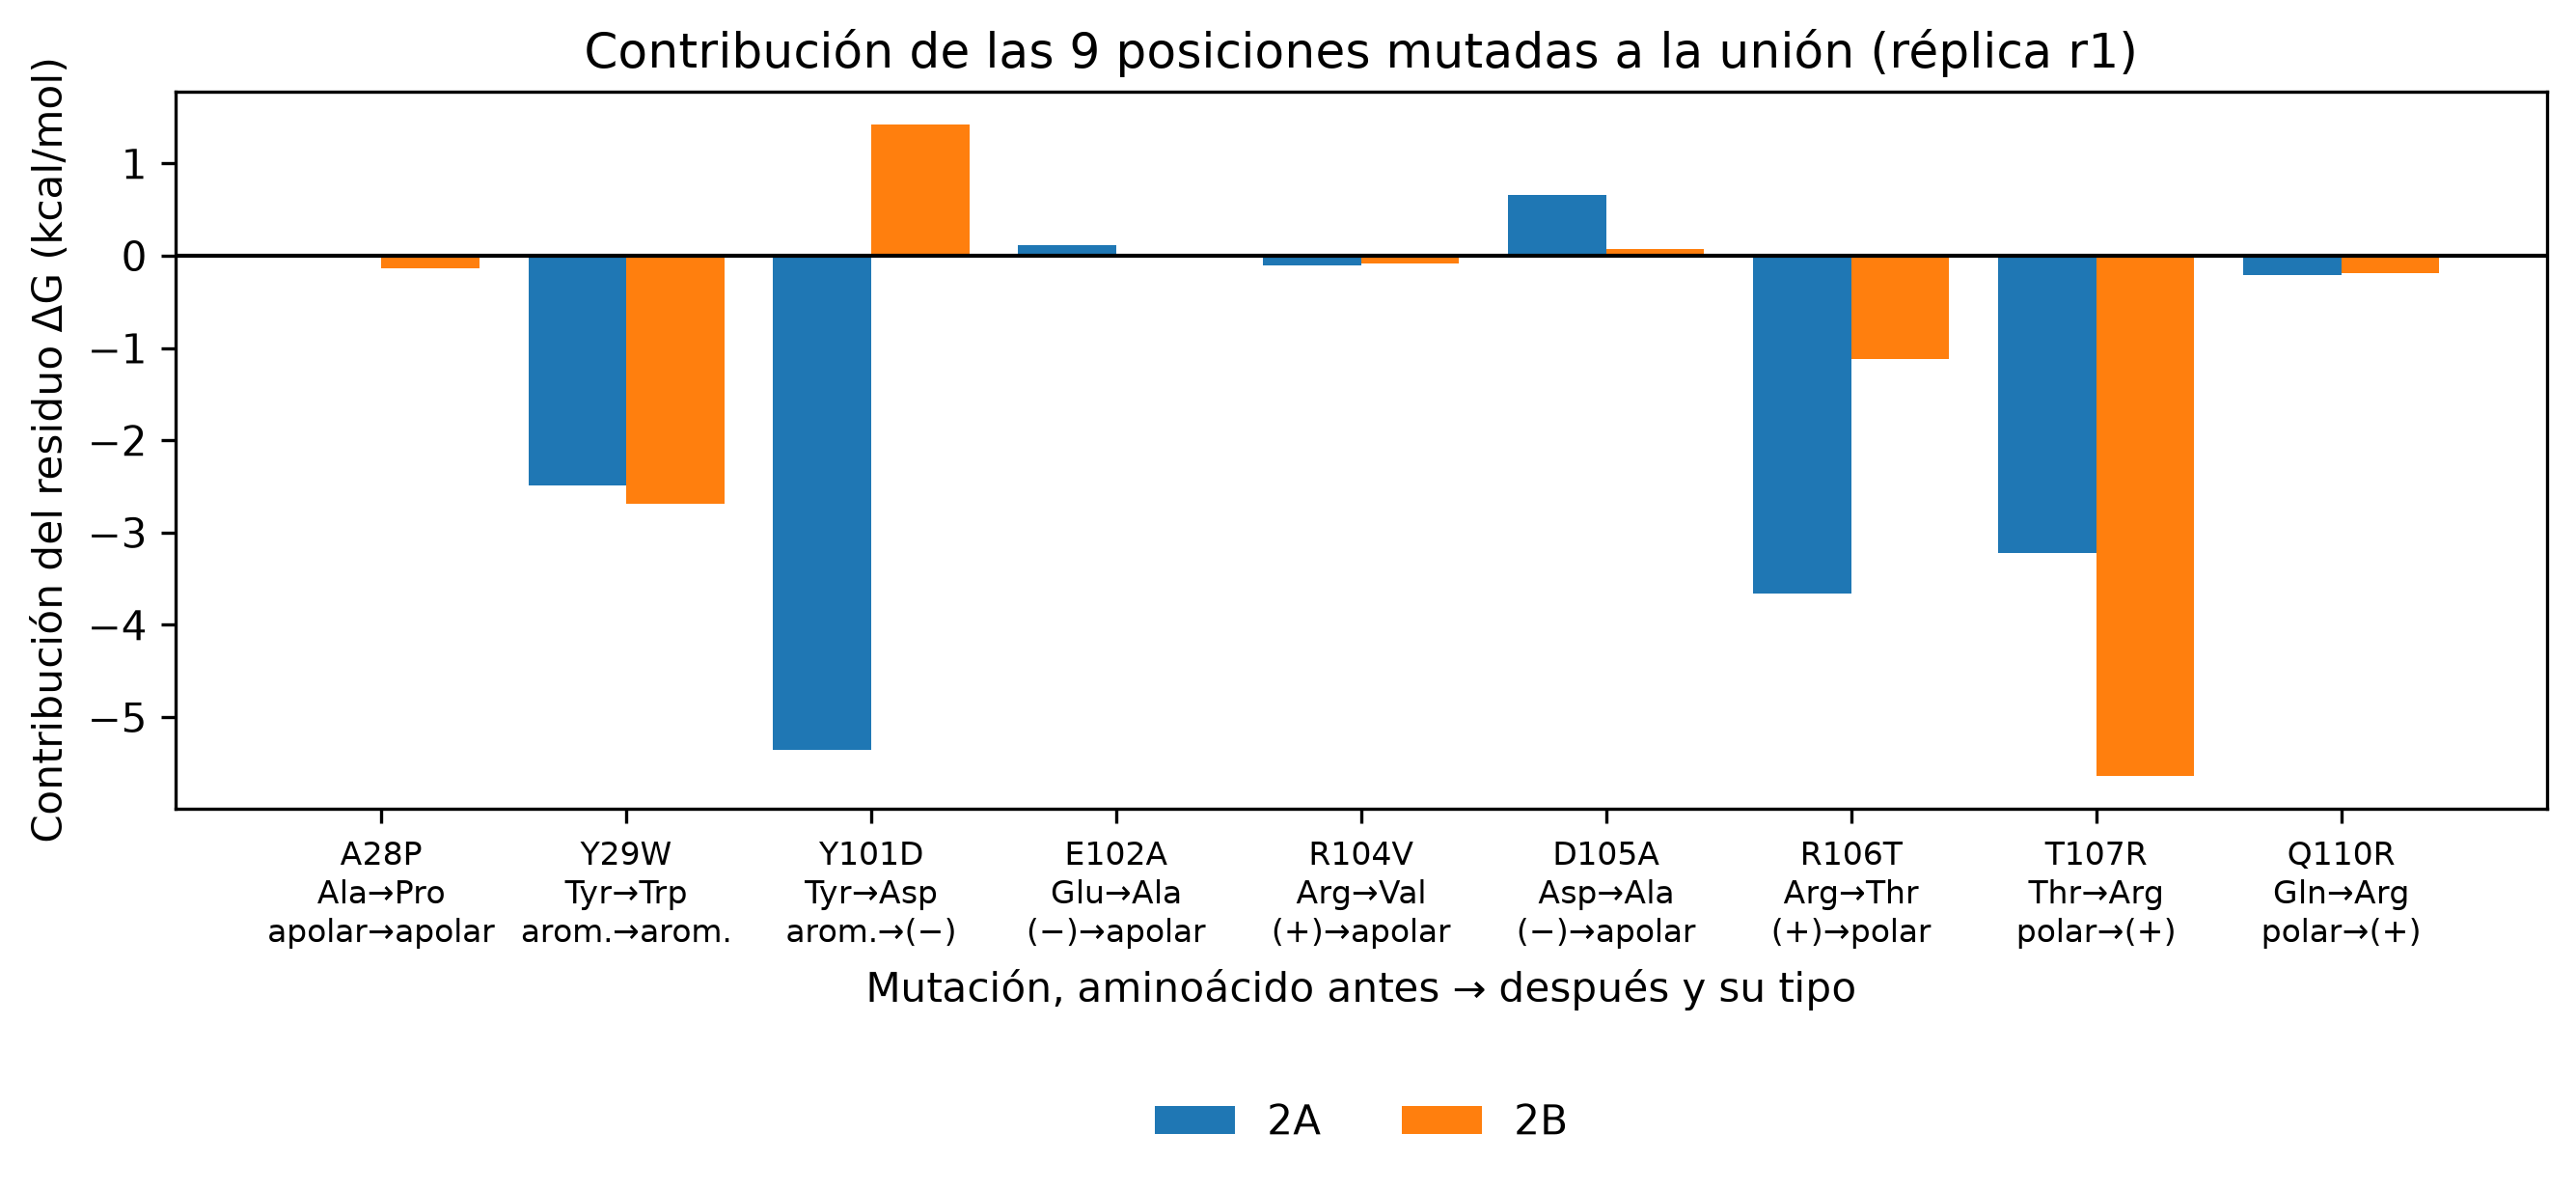 Contribución de las 9 posiciones mutadas a la unión (réplica r1)
Contribución del residuo ΔG (kcal/mol)
1
0
−1
−2
−3
−4
−5
A28P Y29W Y101D E102A R104V D105A R106T T107R Q110R
Ala→Pro Tyr→Trp Tyr→Asp Glu→Ala Arg→Val Asp→Ala Arg→Thr Thr→Arg Gln→Arg
apolar→apolar arom.→arom. arom.→(−) (−)→apolar (+)→apolar (−)→apolar (+)→polar polar→(+) polar→(+)
Mutación, aminoácido antes → después y su tipo
2A 2B